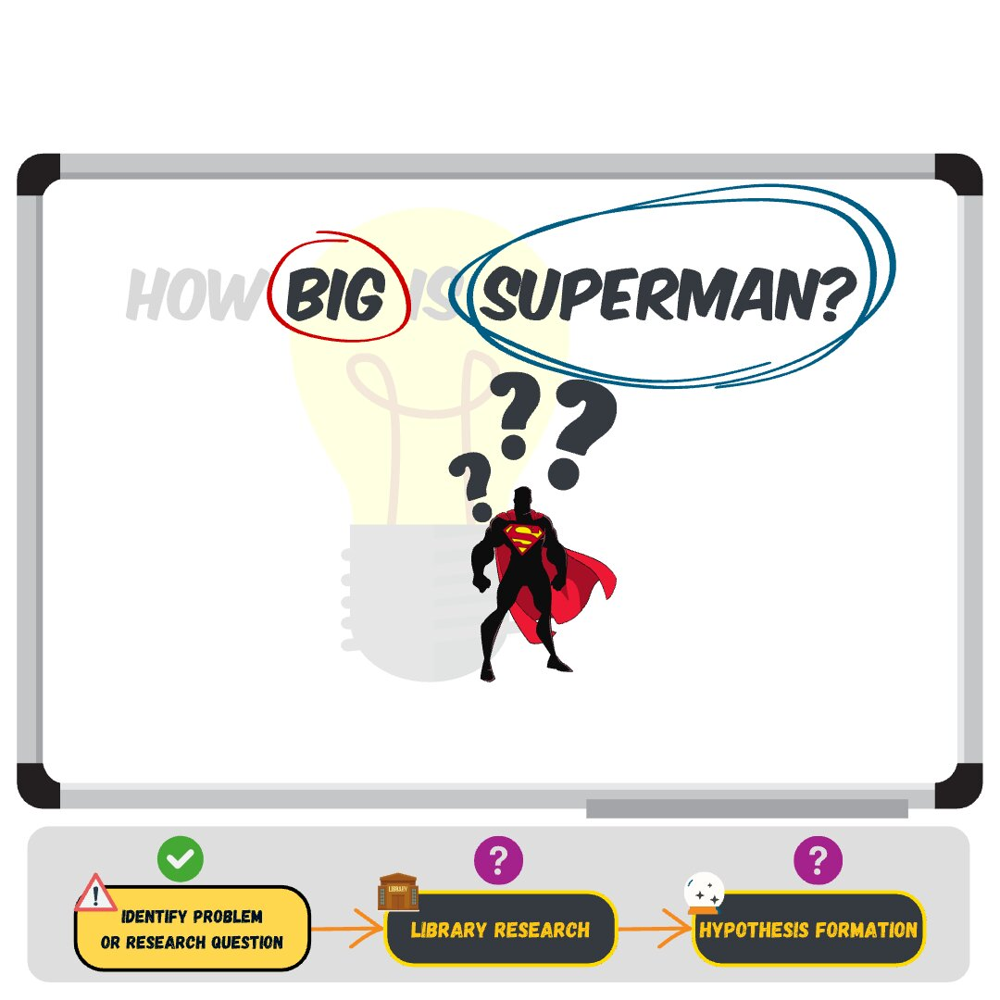 HOW BIG IS SUPERMAN?
? ? ?
S
? ?
! LIBRARY
IDENTIFY PROBLEM
OR RESEARCH QUESTION
LIBRARY RESEARCH
HYPOTHESIS FORMATION